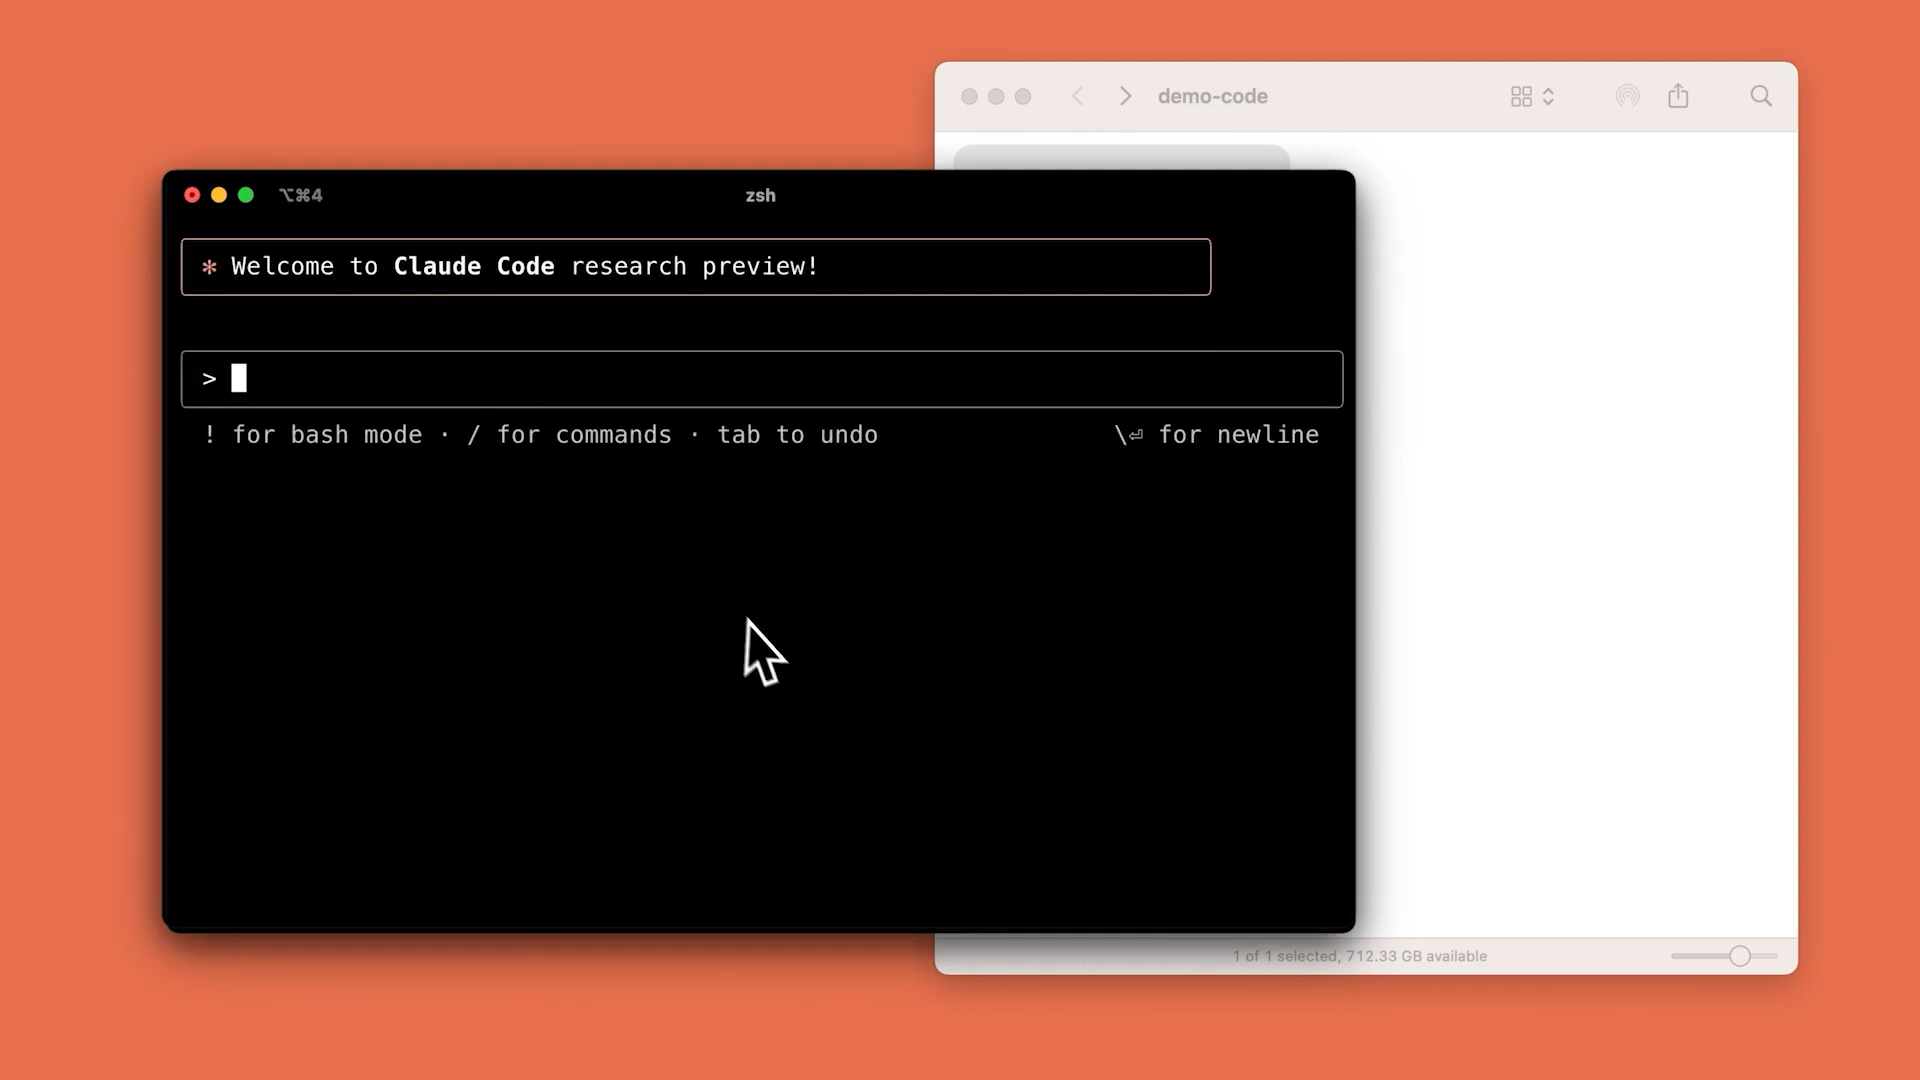 demo-code
⌥⌘4
zsh
✻ Welcome to Claude Code research preview!
>
! for bash mode · / for commands · tab to undo
\⏎ for newline
1 of 1 selected, 712.33 GB available